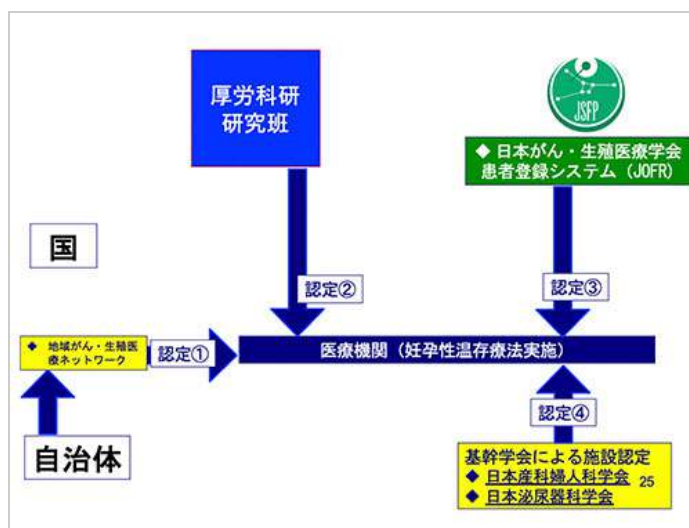 厚労科研
研究班
JSFP
◆ 日本がん・生殖医療学会
患者登録システム（JOFR）
国
認定②
認定③
◆ 地域がん・生殖医
療ネットワーク
認定①
医療機関（妊孕性温存療法実施）
自治体
認定④
基幹学会による施設認定
◆ 日本産科婦人科学会
◆ 日本泌尿器科学会
25